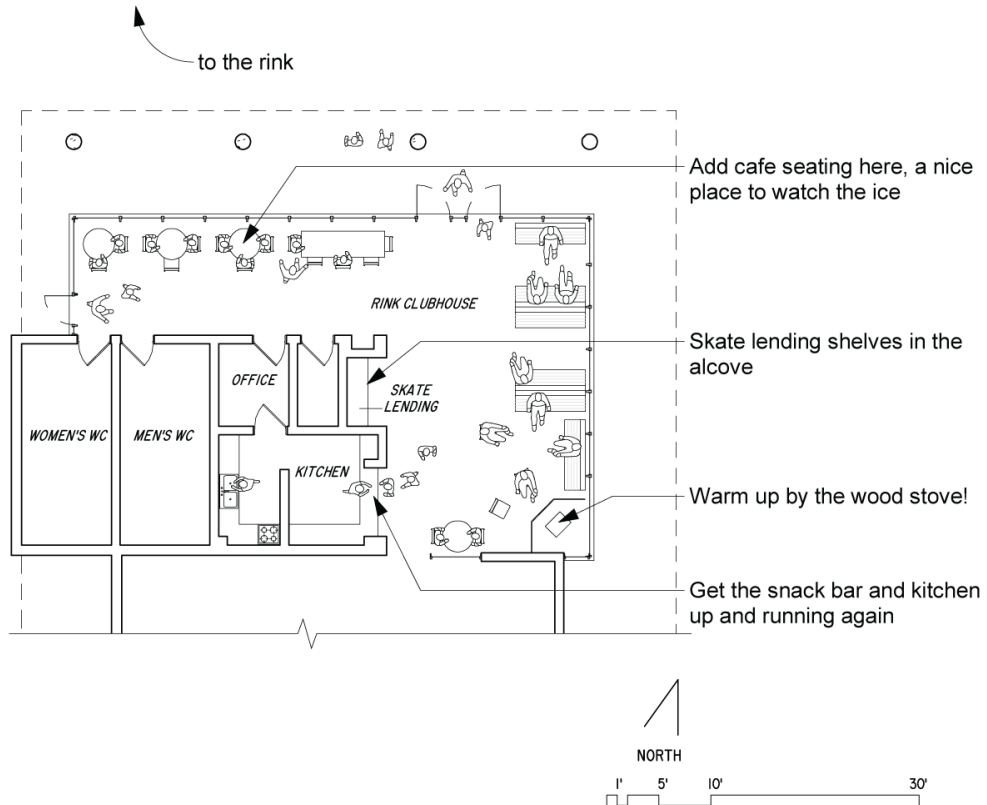 to the rink
Add cafe seating here, a nice
place to watch the ice
RINK CLUBHOUSE
Skate lending shelves in the
alcove
OFFICE
SKATE
LENDING
WOMEN'S WC
MEN'S WC
KITCHEN
Warm up by the wood stove!
Get the snack bar and kitchen
up and running again
NORTH
1' 5' 10' 30'